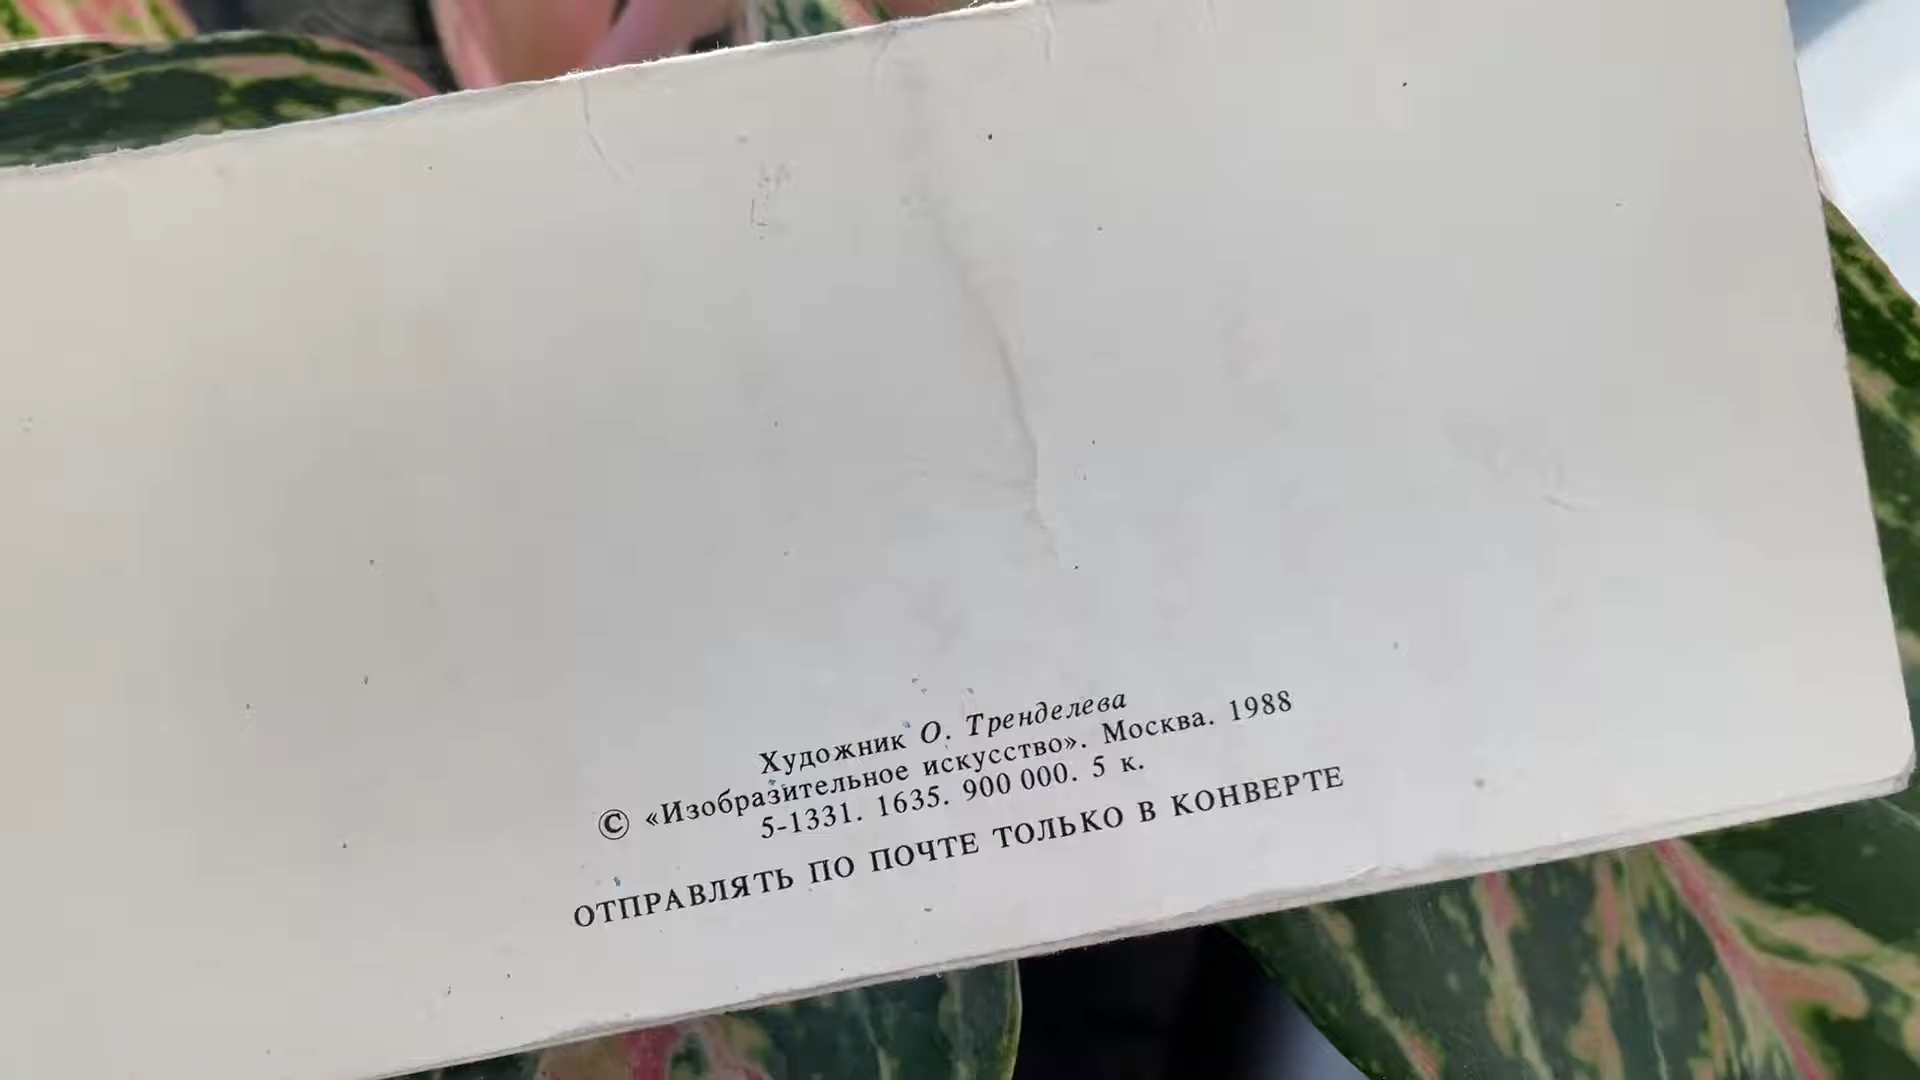 Художник О. Тренделева
© «Изобразительное искусство». Москва. 1988
5-1331. 1635. 900 000. 5 к.
ОТПРАВЛЯТЬ ПО ПОЧТЕ ТОЛЬКО В КОНВЕРТЕ